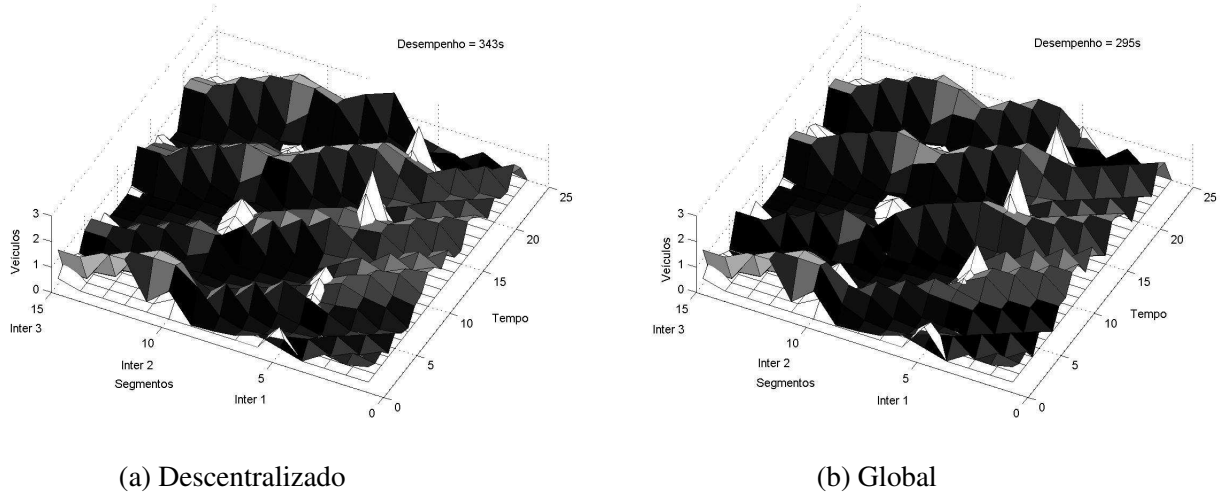 Desempenho = 343s
3
2
1
0
Veículos
15
Inter 3
10
Inter 2
Segmentos
5
Inter 1
0
0
5
10
Tempo
15
20
25
(a) Descentralizado
Desempenho = 295s
3
2
1
0
Veículos
15
Inter 3
10
Inter 2
Segmentos
5
Inter 1
0
0
5
10
Tempo
15
20
25
(b) Global